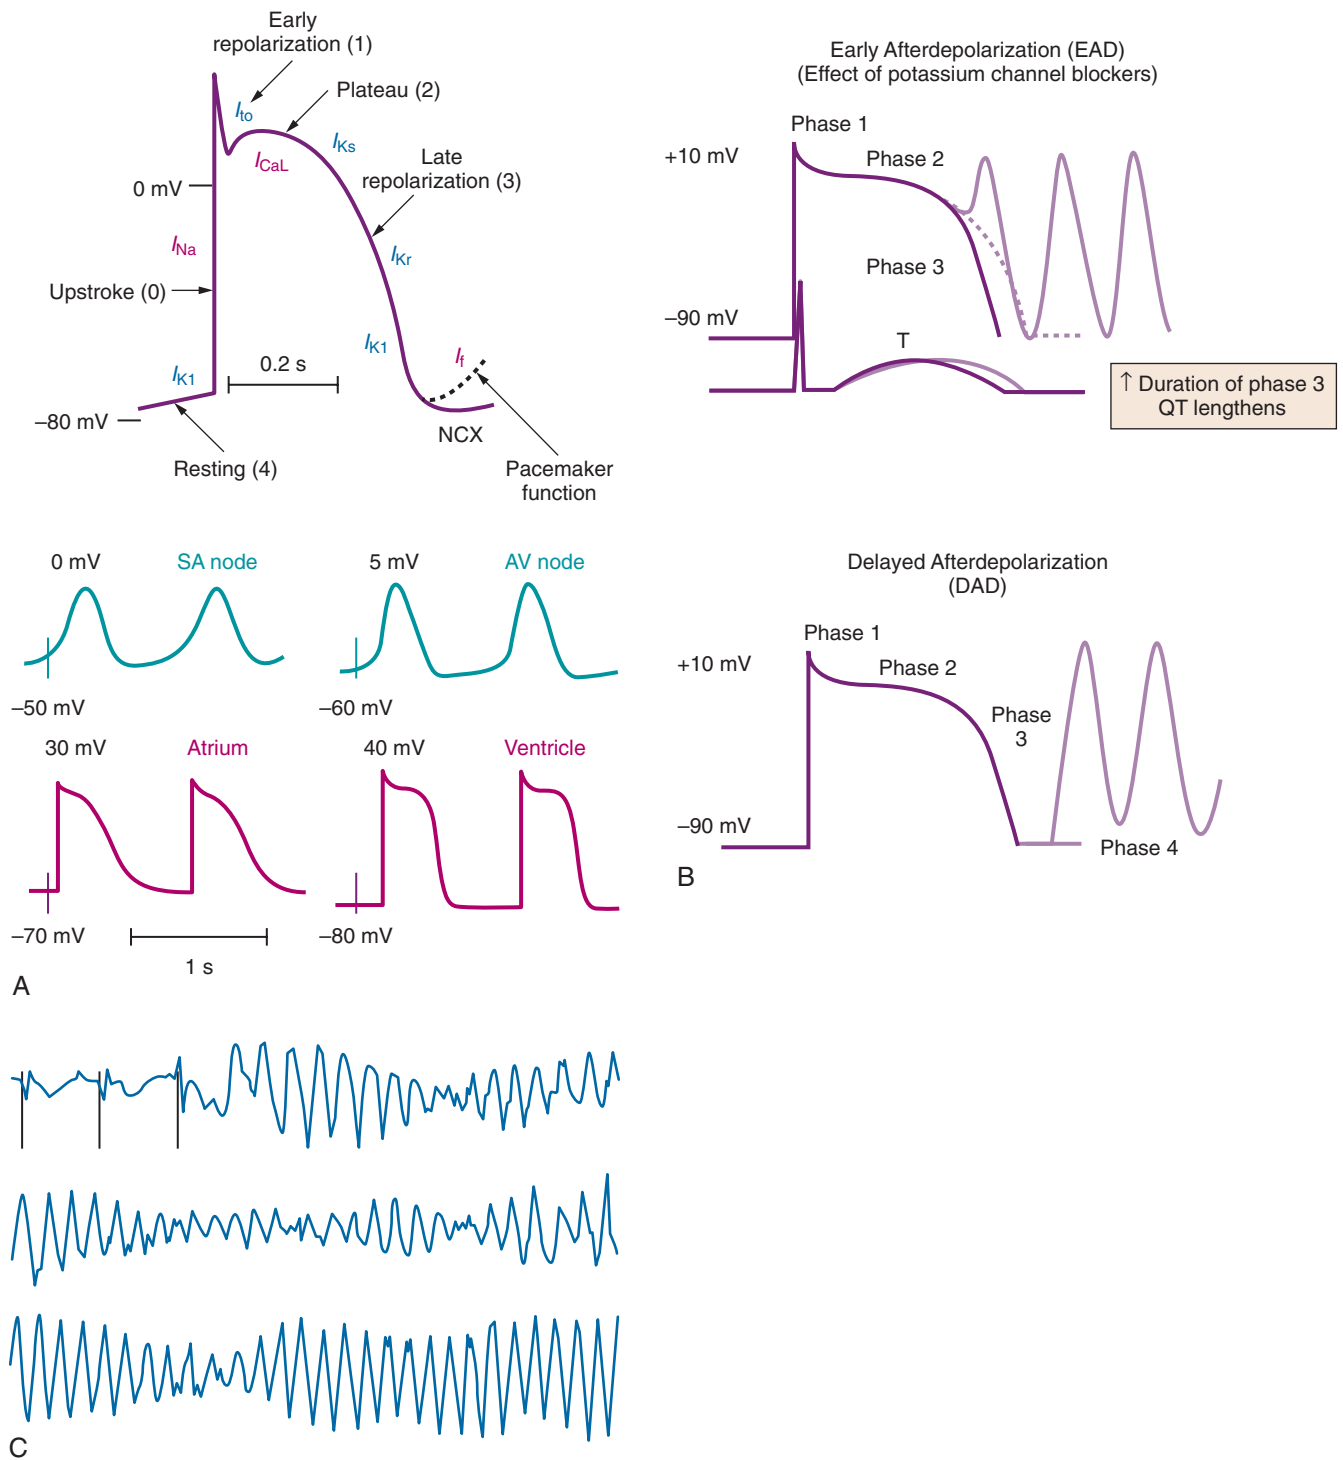 Early
repolarization (1)
Ito
Plateau (2)
IKs
ICaL
Late
repolarization (3)
0 mV
INa
IKr
Upstroke (0)
IK1
0.2 s
IK1
If
–80 mV
NCX
Resting (4)
Pacemaker
function
0 mV
SA node
–50 mV
5 mV
AV node
–60 mV
30 mV
Atrium
–70 mV
40 mV
Ventricle
–80 mV
1 s
A
Early Afterdepolarization (EAD)
(Effect of potassium channel blockers)
Phase 1
+10 mV
Phase 2
Phase 3
–90 mV
T
↑ Duration of phase 3
QT lengthens
Delayed Afterdepolarization
(DAD)
Phase 1
+10 mV
Phase 2
Phase
3
–90 mV
Phase 4
B
C